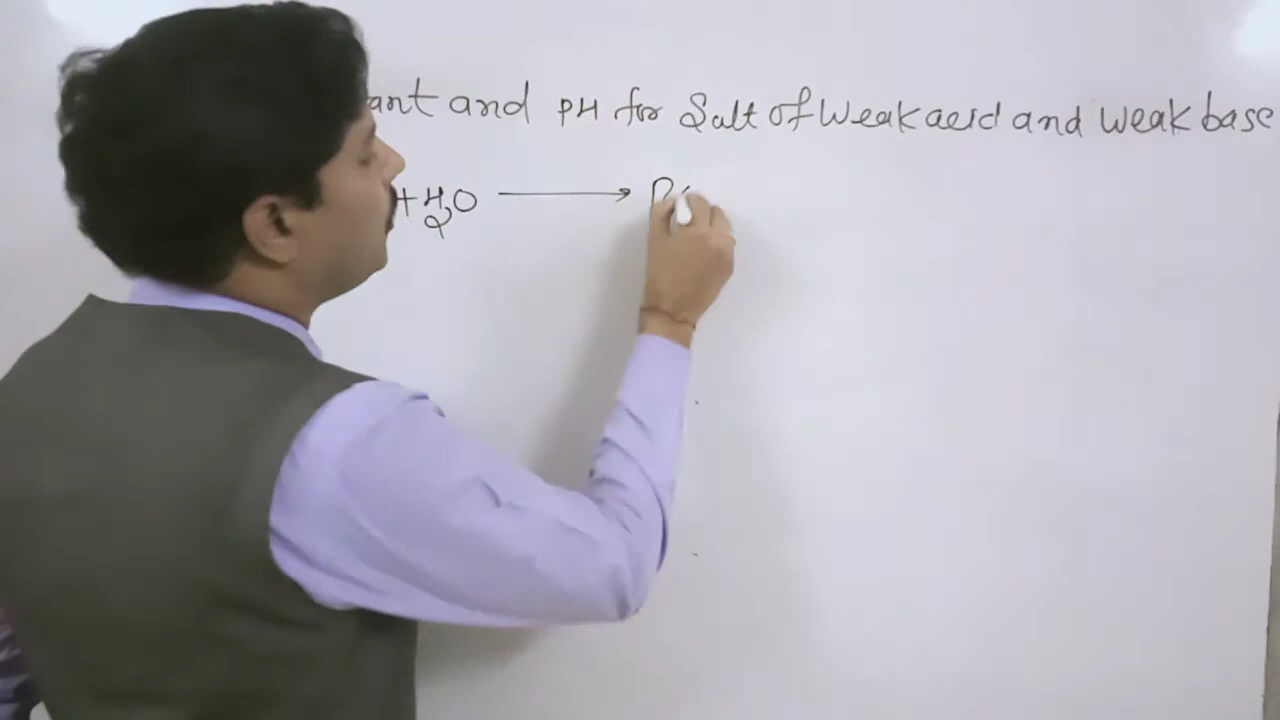 ant and PH for Salt of Weak acid and weak base
+ H2O ⟶